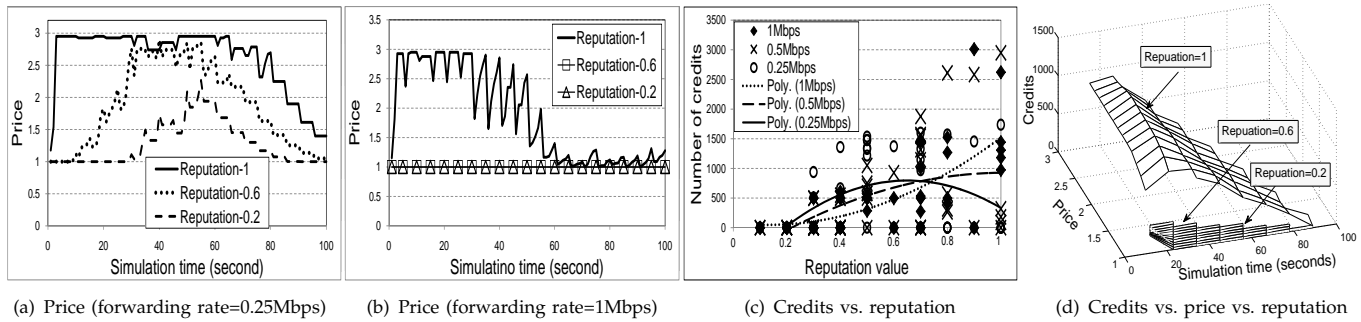 3
2.5
2
1.5
1
0.5
0
Price
0
20
40
60
80
100
Simulation time (second)
Reputation-1
Reputation-0.6
Reputation-0.2
(a) Price (forwarding rate=0.25Mbps)
3.5
3
2.5
2
1.5
1
0.5
0
Price
0
20
40
60
80
100
Simulatino time (second)
Reputation-1
Reputation-0.6
Reputation-0.2
(b) Price (forwarding rate=1Mbps)
3500
3000
2500
2000
1500
1000
500
0
Number of credits
0
0.2
0.4
0.6
0.8
1
Reputation value
1Mbps
0.5Mbps
0.25Mbps
Poly. (1Mbps)
Poly. (0.5Mbps)
Poly. (0.25Mbps)
(c) Credits vs. reputation
1500
1000
500
0
Credits
3
2.5
2
1.5
1
Price
0
20
40
60
80
100
Simulation time (seconds)
Repuation=1
Repuation=0.6
Repuation=0.2
(d) Credits vs. price vs. reputation